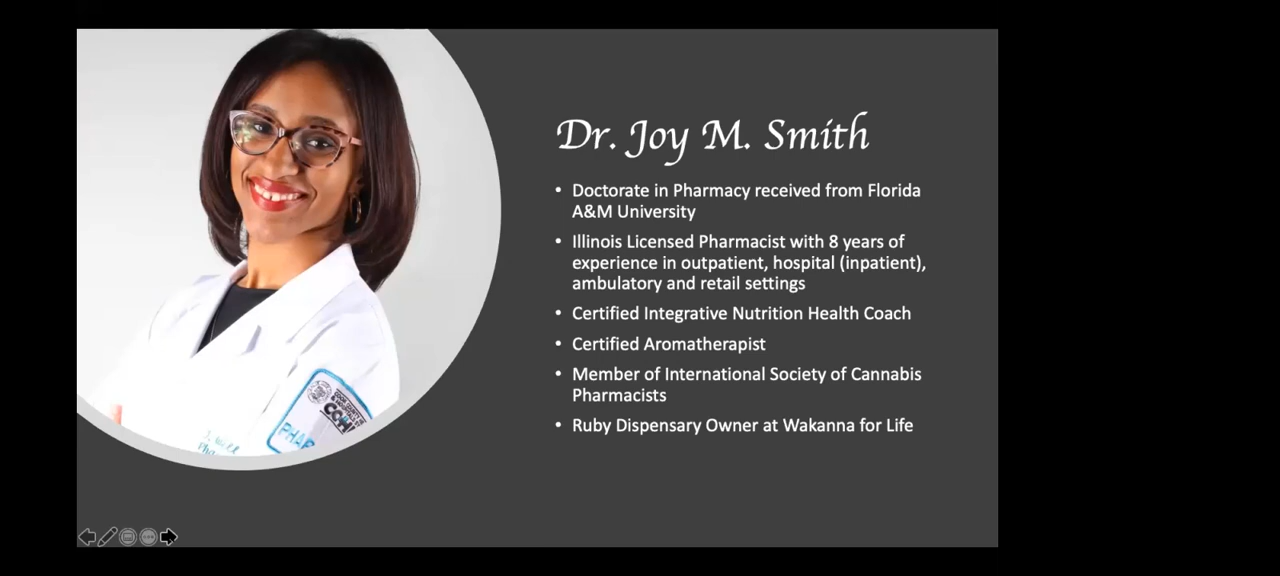 Dr. Joy M. Smith
• Doctorate in Pharmacy received from Florida
A&M University
• Illinois Licensed Pharmacist with 8 years of
experience in outpatient, hospital (inpatient),
ambulatory and retail settings
• Certified Integrative Nutrition Health Coach
• Certified Aromatherapist
• Member of International Society of Cannabis
Pharmacists
• Ruby Dispensary Owner at Wakanna for Life
PHAR